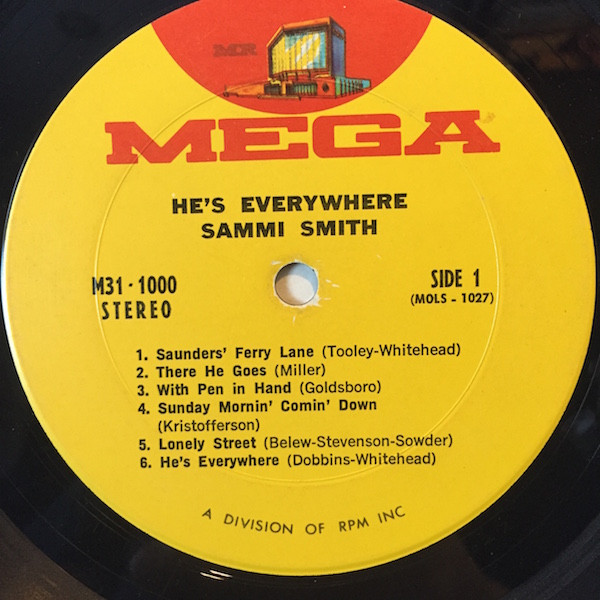 MCR
MEGA
HE'S EVERYWHERE
SAMMI SMITH
M31-1000
STEREO
SIDE 1
(MOLS - 1027)
1. Saunders' Ferry Lane (Tooley-Whitehead)
2. There He Goes (Miller)
3. With Pen in Hand (Goldsboro)
4. Sunday Mornin' Comin' Down
(Kristofferson)
5. Lonely Street (Belew-Stevenson-Sowder)
6. He's Everywhere (Dobbins-Whitehead)
A DIVISION OF RPM INC